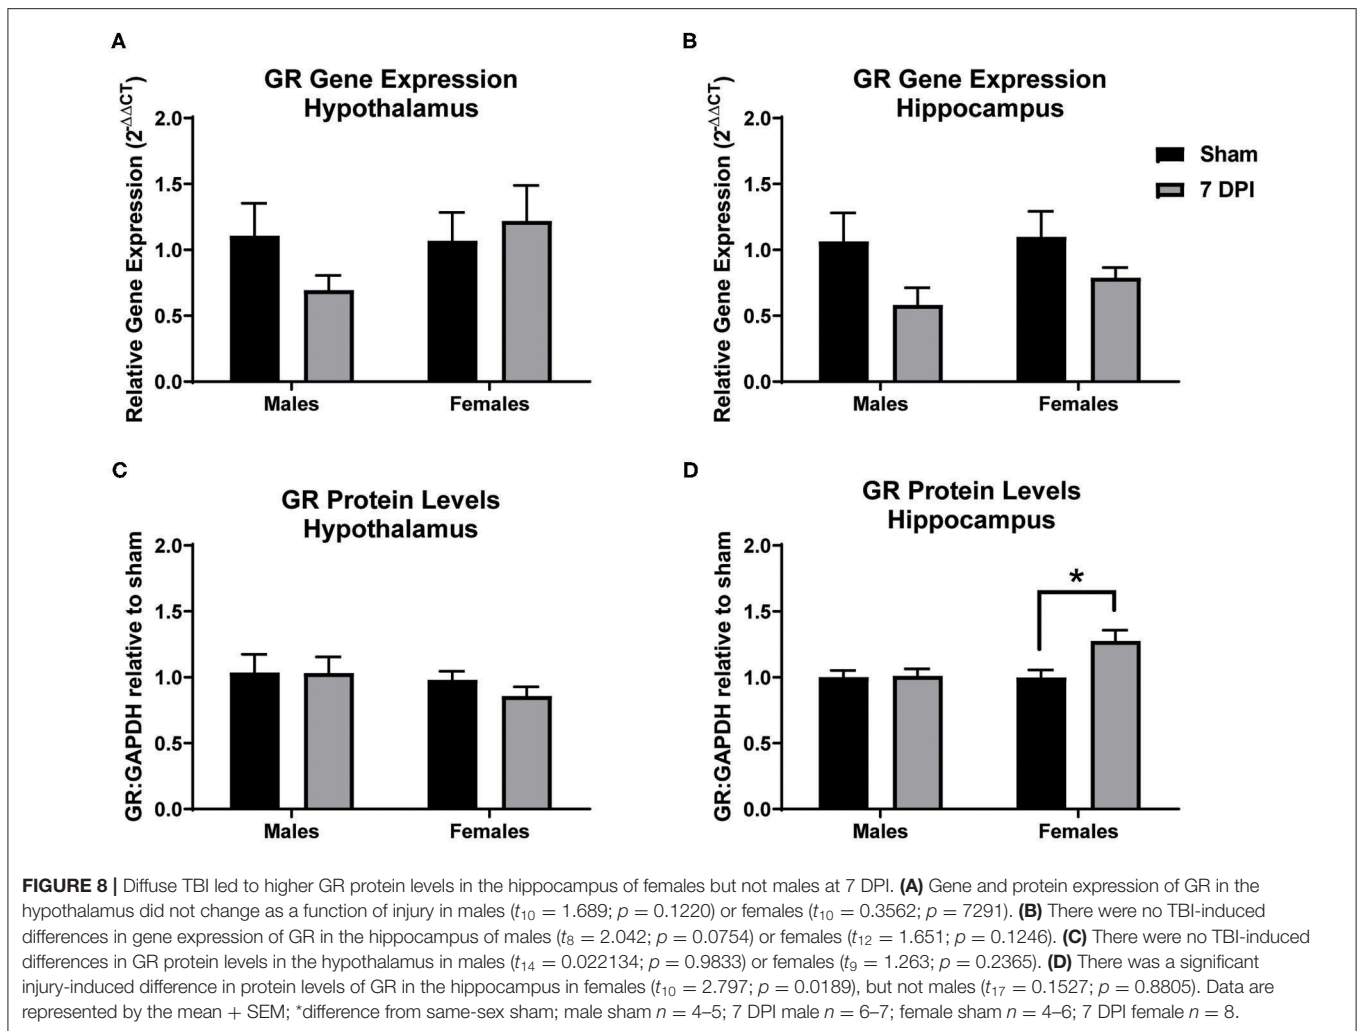 A
GR Gene Expression
Hypothalamus
Relative Gene Expression (2^-ΔΔCT)
2.0
1.5
1.0
0.5
0.0
Males
Females
B
GR Gene Expression
Hippocampus
Relative Gene Expression (2^-ΔΔCT)
2.0
1.5
1.0
0.5
0.0
Males
Females
Sham
7 DPI
C
GR Protein Levels
Hypothalamus
GR:GAPDH relative to sham
2.0
1.5
1.0
0.5
0.0
Males
Females
D
GR Protein Levels
Hippocampus
GR:GAPDH relative to sham
2.0
1.5
1.0
0.5
0.0
*
Males
Females
FIGURE 8 | Diffuse TBI led to higher GR protein levels in the hippocampus of females but not males at 7 DPI. (A) Gene and protein expression of GR in the
hypothalamus did not change as a function of injury in males (t10 = 1.689; p = 0.1220) or females (t10 = 0.3562; p = 7291). (B) There were no TBI-induced
differences in gene expression of GR in the hippocampus of males (t8 = 2.042; p = 0.0754) or females (t12 = 1.651; p = 0.1246). (C) There were no TBI-induced
differences in GR protein levels in the hypothalamus in males (t14 = 0.022134; p = 0.9833) or females (t9 = 1.263; p = 0.2365). (D) There was a significant
injury-induced difference in protein levels of GR in the hippocampus in females (t10 = 2.797; p = 0.0189), but not males (t17 = 0.1527; p = 0.8805). Data are
represented by the mean + SEM; *difference from same-sex sham; male sham n = 4–5; 7 DPI male n = 6–7; female sham n = 4–6; 7 DPI female n = 8.